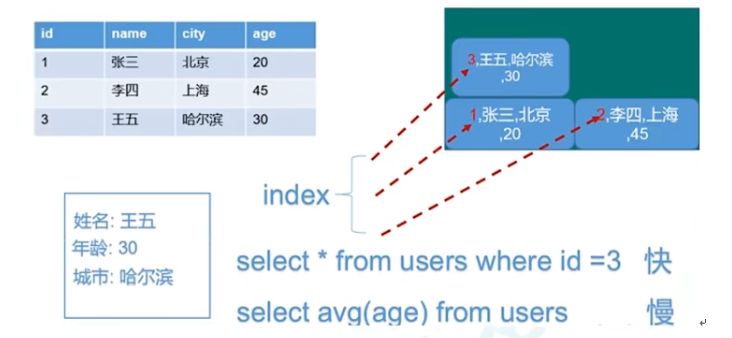 id name city age
1 张三 北京 20
2 李四 上海 45
3 王五 哈尔滨 30
3,王五,哈尔滨
,30
1,张三,北京
,20
2,李四,上海
,45
index
姓名: 王五
年龄: 30
城市: 哈尔滨
select * from users where id =3 快
select avg(age) from users 慢